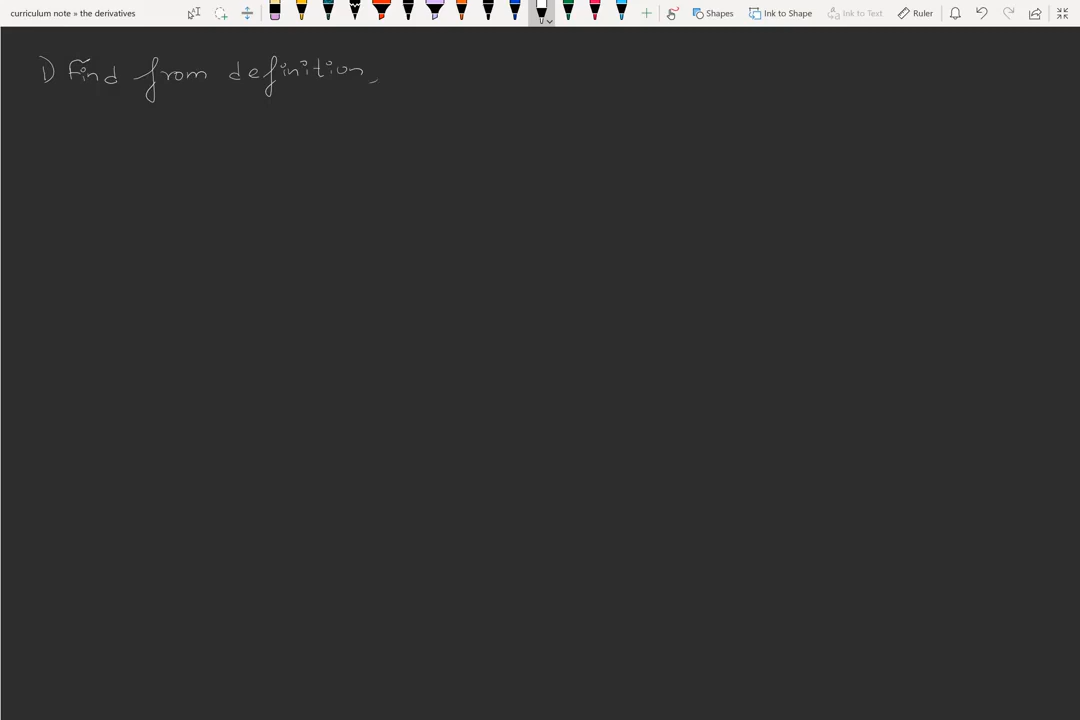 curriculum note » the derivatives
Shapes Ink to Shape Ink to Text Ruler
1) Find from definition,